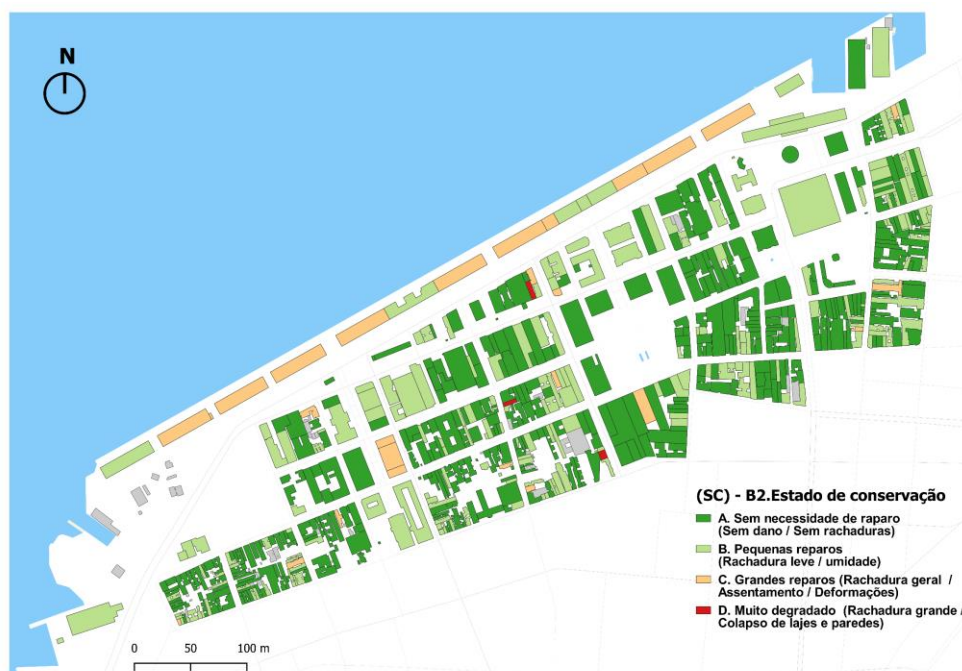 N
(SC) - B2.Estado de conservação
A. Sem necessidade de raparo
(Sem dano / Sem rachaduras)
B. Pequenas reparos
(Rachadura leve / umidade)
C. Grandes reparos (Rachadura geral /
Assentamento / Deformações)
D. Muito degradado (Rachadura grande /
Colapso de lajes e paredes)
0 50 100 m